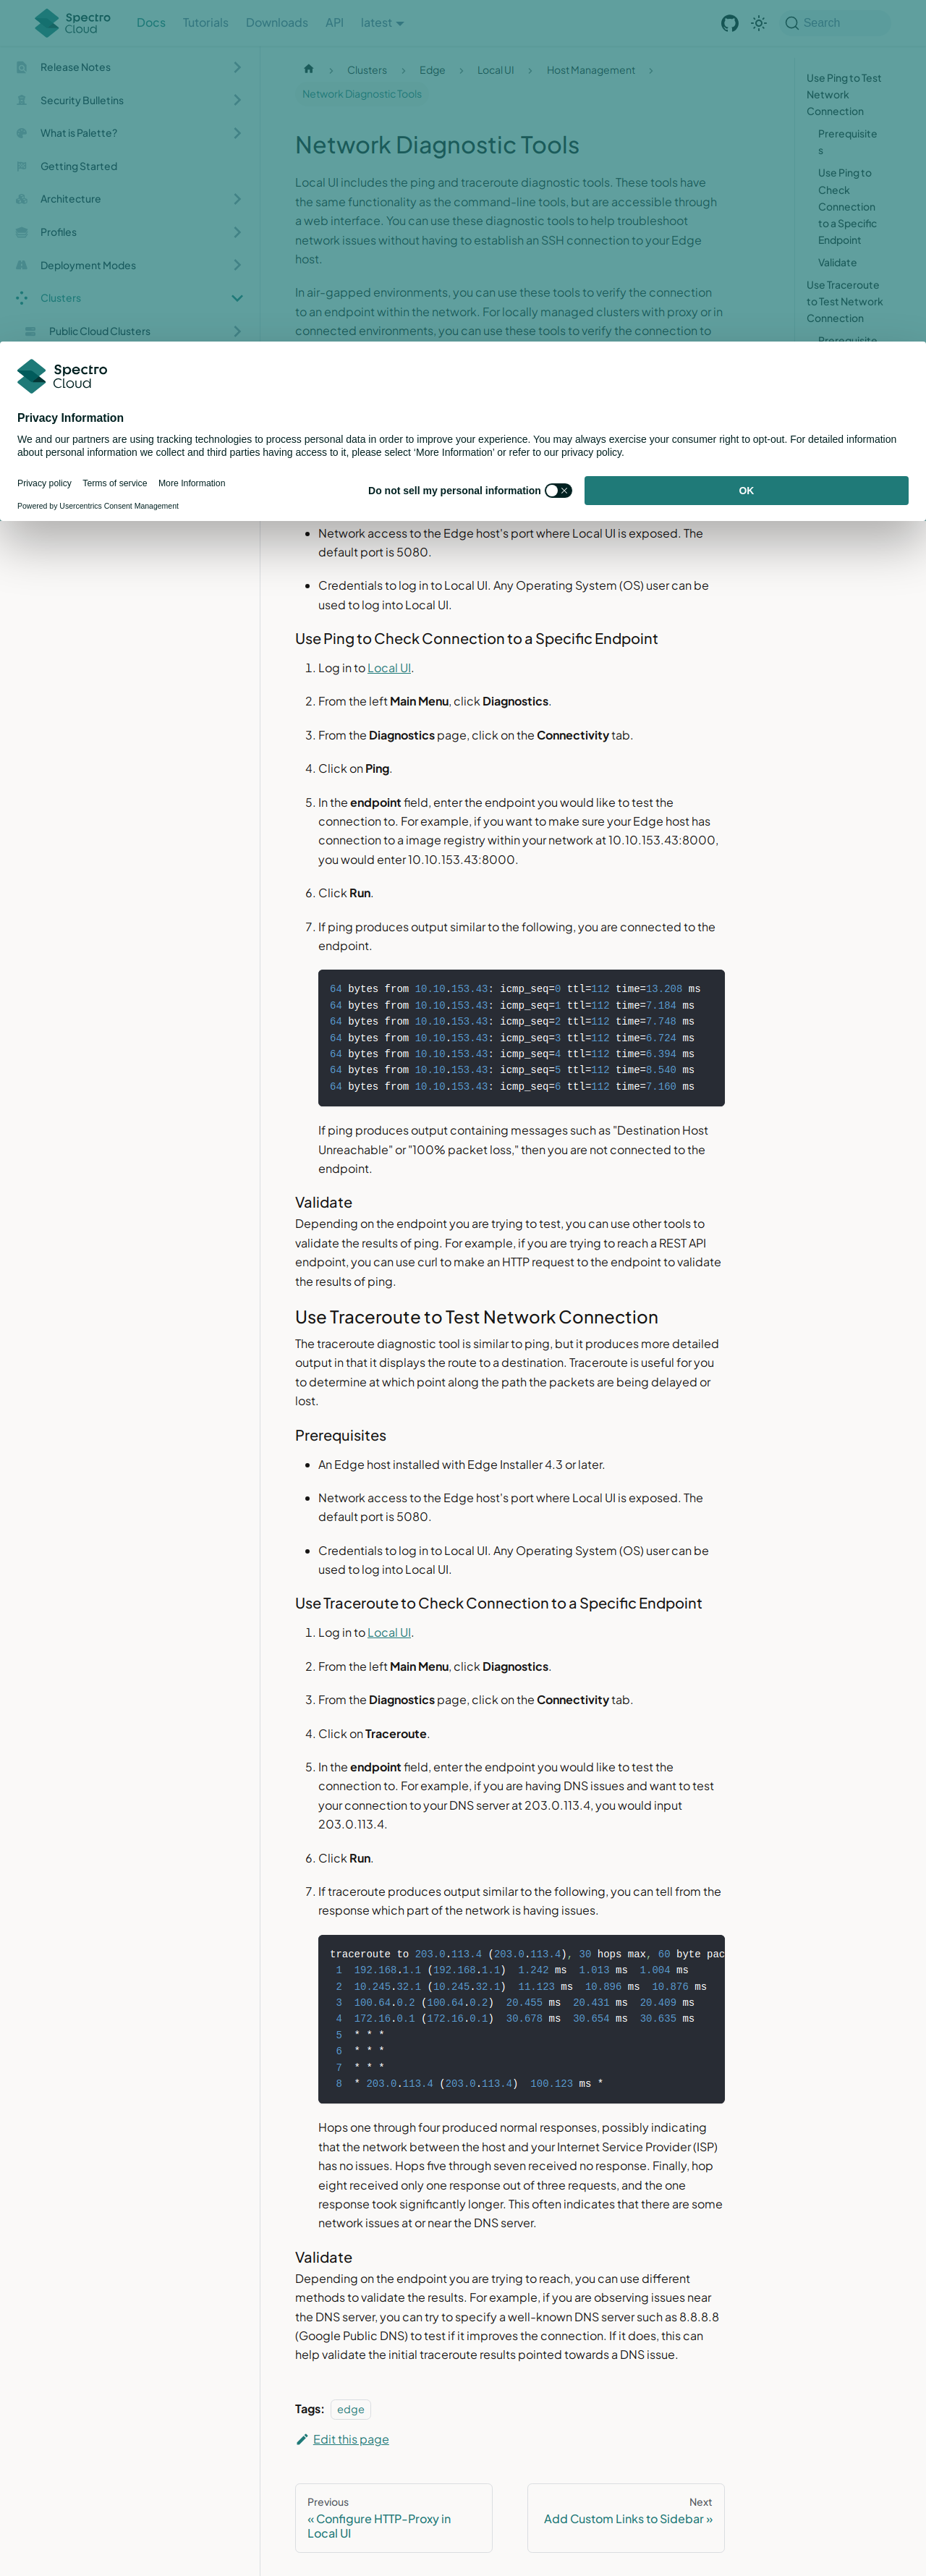 Spectro
Cloud
Docs
Tutorials
Downloads
API
latest
Search
Release Notes
Security Bulletins
What is Palette?
Getting Started
Architecture
Profiles
Deployment Modes
Clusters
Public Cloud Clusters
Clusters
Edge
Local UI
Host Management
Network Diagnostic Tools
Network Diagnostic Tools
Local UI includes the ping and traceroute diagnostic tools. These tools have
the same functionality as the command-line tools, but are accessible through
a web interface. You can use these diagnostic tools to help troubleshoot
network issues without having to establish an SSH connection to your Edge
host.
In air-gapped environments, you can use these tools to verify the connection
to an endpoint within the network. For locally managed clusters with proxy or in
connected environments, you can use these tools to verify the connection to
Use Ping to Test
Network
Connection
Prerequisite
s
Use Ping to
Check
Connection
to a Specific
Endpoint
Validate
Use Traceroute
to Test Network
Connection
Prerequisite
Spectro
Cloud
Privacy Information
We and our partners are using tracking technologies to process personal data in order to improve your experience. You may always exercise your consumer right to opt-out. For detailed information
about personal information we collect and third parties having access to it, please select 'More Information' or refer to our privacy policy.
Privacy policy
Terms of service
More Information
Powered by Usercentrics Consent Management
Do not sell my personal information
OK
Network access to the Edge host's port where Local UI is exposed. The
default port is 5080.
Credentials to log in to Local UI. Any Operating System (OS) user can be
used to log into Local UI.
Use Ping to Check Connection to a Specific Endpoint
1. Log in to Local UI.
2. From the left Main Menu, click Diagnostics.
3. From the Diagnostics page, click on the Connectivity tab.
4. Click on Ping.
5. In the endpoint field, enter the endpoint you would like to test the
connection to. For example, if you want to make sure your Edge host has
connection to a image registry within your network at 10.10.153.43:8000,
you would enter 10.10.153.43:8000.
6. Click Run.
7. If ping produces output similar to the following, you are connected to the
endpoint.
64 bytes from 10.10.153.43: icmp_seq=0 ttl=112 time=13.208 ms
64 bytes from 10.10.153.43: icmp_seq=1 ttl=112 time=7.184 ms
64 bytes from 10.10.153.43: icmp_seq=2 ttl=112 time=7.748 ms
64 bytes from 10.10.153.43: icmp_seq=3 ttl=112 time=6.724 ms
64 bytes from 10.10.153.43: icmp_seq=4 ttl=112 time=6.394 ms
64 bytes from 10.10.153.43: icmp_seq=5 ttl=112 time=8.540 ms
64 bytes from 10.10.153.43: icmp_seq=6 ttl=112 time=7.160 ms
If ping produces output containing messages such as "Destination Host
Unreachable" or "100% packet loss," then you are not connected to the
endpoint.
Validate
Depending on the endpoint you are trying to test, you can use other tools to
validate the results of ping. For example, if you are trying to reach a REST API
endpoint, you can use curl to make an HTTP request to the endpoint to validate
the results of ping.
Use Traceroute to Test Network Connection
The traceroute diagnostic tool is similar to ping, but it produces more detailed
output in that it displays the route to a destination. Traceroute is useful for you
to determine at which point along the path the packets are being delayed or
lost.
Prerequisites
An Edge host installed with Edge Installer 4.3 or later.
Network access to the Edge host's port where Local UI is exposed. The
default port is 5080.
Credentials to log in to Local UI. Any Operating System (OS) user can be
used to log into Local UI.
Use Traceroute to Check Connection to a Specific Endpoint
1. Log in to Local UI.
2. From the left Main Menu, click Diagnostics.
3. From the Diagnostics page, click on the Connectivity tab.
4. Click on Traceroute.
5. In the endpoint field, enter the endpoint you would like to test the
connection to. For example, if you are having DNS issues and want to test
your connection to your DNS server at 203.0.113.4, you would input
203.0.113.4.
6. Click Run.
7. If traceroute produces output similar to the following, you can tell from the
response which part of the network is having issues.
traceroute to 203.0.113.4 (203.0.113.4), 30 hops max, 60 byte pac
1 192.168.1.1 (192.168.1.1) 1.242 ms 1.013 ms 1.004 ms
2 10.245.32.1 (10.245.32.1) 11.123 ms 10.896 ms 10.876 ms
3 100.64.0.2 (100.64.0.2) 20.455 ms 20.431 ms 20.409 ms
4 172.16.0.1 (172.16.0.1) 30.678 ms 30.654 ms 30.635 ms
5 * * *
6 * * *
7 * * *
8 * 203.0.113.4 (203.0.113.4) 100.123 ms *
Hops one through four produced normal responses, possibly indicating
that the network between the host and your Internet Service Provider (ISP)
has no issues. Hops five through seven received no response. Finally, hop
eight received only one response out of three requests, and the one
response took significantly longer. This often indicates that there are some
network issues at or near the DNS server.
Validate
Depending on the endpoint you are trying to reach, you can use different
methods to validate the results. For example, if you are observing issues near
the DNS server, you can try to specify a well-known DNS server such as 8.8.8.8
(Google Public DNS) to test if it improves the connection. If it does, this can
help validate the initial traceroute results pointed towards a DNS issue.
Tags: edge
Edit this page
Previous
« Configure HTTP-Proxy in
Local UI
Next
Add Custom Links to Sidebar »